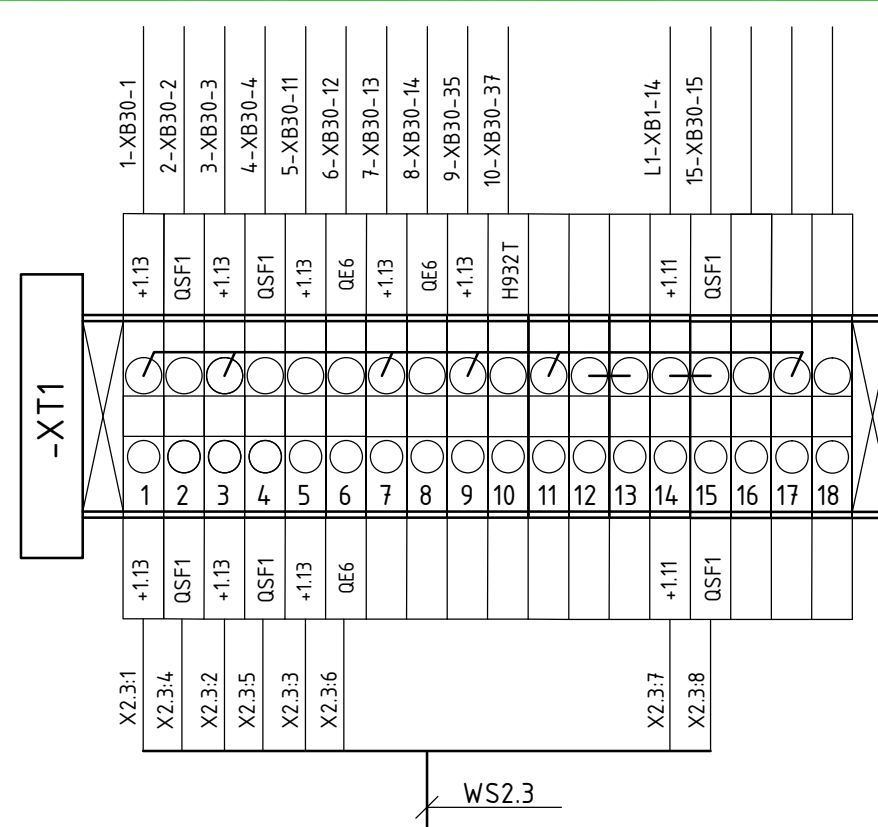 1-XB30-1
2-XB30-2
3-XB30-3
4-XB30-4
5-XB30-11
6-XB30-12
7-XB30-13
8-XB30-14
9-XB30-35
10-XB30-37
L1-XB1-14
15-XB30-15
+1.13
QSF1
+1.13
QSF1
+1.13
QE6
+1.13
QE6
+1.13
H932T
+1.11
QSF1
-XT1
1 2 3 4 5 6 7 8 9 10 11 12 13 14 15 16 17 18
+1.13
QSF1
+1.13
QSF1
+1.13
QE6
+1.11
QSF1
X2.3:1
X2.3:4
X2.3:2
X2.3:5
X2.3:3
X2.3:6
X2.3:7
X2.3:8
WS2.3